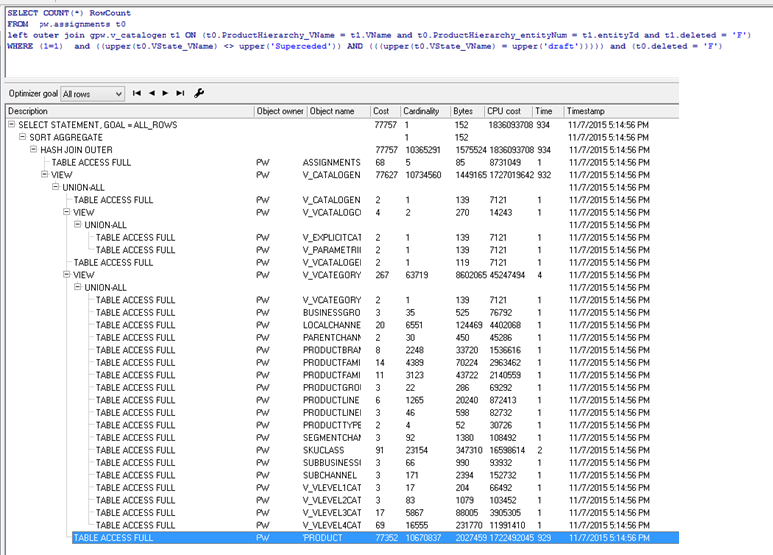 SELECT COUNT(*) RowCount
FROM pw.assignments t0
left outer join gpw.v_catalogen t1 ON (t0.ProductHierarchy_VName = t1.VName and t0.ProductHierarchy_entityNum = t1.entityId and t1.deleted = 'F')
WHERE (1=1) and ((upper(t0.VState_VName) <> upper('Superceded')) AND (((upper(t0.VState_VName) = upper('draft'))))) and (t0.deleted = 'F')
Optimizer goal All rows
Description Object owner Object name Cost Cardinality Bytes CPU cost Time Timestamp
SELECT STATEMENT, GOAL = ALL_ROWS 77757 1 152 1836093708 934 11/7/2015 5:14:56 PM
SORT AGGREGATE 1 152 11/7/2015 5:14:56 PM
HASH JOIN OUTER 77757 10365291 1575524 1836093708 934 11/7/2015 5:14:56 PM
TABLE ACCESS FULL PW ASSIGNMENTS 68 5 85 8731049 1 11/7/2015 5:14:56 PM
VIEW PW V_CATALOGEN 77627 10734560 1449165 1727019642 932 11/7/2015 5:14:56 PM
UNION-ALL 11/7/2015 5:14:56 PM
TABLE ACCESS FULL PW V_CATALOGEN 2 1 139 7121 1 11/7/2015 5:14:56 PM
VIEW PW V_VCATALOGC 4 2 270 14243 1 11/7/2015 5:14:56 PM
UNION-ALL 11/7/2015 5:14:56 PM
TABLE ACCESS FULL PW V_EXPLICITCAT 2 1 139 7121 1 11/7/2015 5:14:56 PM
TABLE ACCESS FULL PW V_PARAMETRI 2 1 139 7121 1 11/7/2015 5:14:56 PM
TABLE ACCESS FULL PW V_VCATALOGEI 2 1 119 7121 1 11/7/2015 5:14:56 PM
VIEW PW V_VCATEGORY 267 63719 8602065 45247494 4 11/7/2015 5:14:56 PM
UNION-ALL 11/7/2015 5:14:56 PM
TABLE ACCESS FULL PW V_VCATEGORY 2 1 139 7121 1 11/7/2015 5:14:56 PM
TABLE ACCESS FULL PW BUSINESSGRO 3 35 525 76792 1 11/7/2015 5:14:56 PM
TABLE ACCESS FULL PW LOCALCHANNE 20 6551 124469 4402068 1 11/7/2015 5:14:56 PM
TABLE ACCESS FULL PW PARENTCHANN 2 30 450 45286 1 11/7/2015 5:14:56 PM
TABLE ACCESS FULL PW PRODUCTBRAN 8 2248 33720 1536616 1 11/7/2015 5:14:56 PM
TABLE ACCESS FULL PW PRODUCTFAMI 14 4389 70224 2963462 1 11/7/2015 5:14:56 PM
TABLE ACCESS FULL PW PRODUCTFAMI 11 3123 43722 2140559 1 11/7/2015 5:14:56 PM
TABLE ACCESS FULL PW PRODUCTGROU 3 22 286 69292 1 11/7/2015 5:14:56 PM
TABLE ACCESS FULL PW PRODUCTLINE 6 1265 20240 872413 1 11/7/2015 5:14:56 PM
TABLE ACCESS FULL PW PRODUCTLINEI 3 46 598 82732 1 11/7/2015 5:14:56 PM
TABLE ACCESS FULL PW PRODUCTTYPE 2 4 52 30726 1 11/7/2015 5:14:56 PM
TABLE ACCESS FULL PW SEGMENTCHAN 3 92 1380 108492 1 11/7/2015 5:14:56 PM
TABLE ACCESS FULL PW SKUCLASS 91 23154 347310 16598614 2 11/7/2015 5:14:56 PM
TABLE ACCESS FULL PW SUBBUSINESS 3 66 990 93932 1 11/7/2015 5:14:56 PM
TABLE ACCESS FULL PW SUBCHANNEL 3 171 2394 152732 1 11/7/2015 5:14:56 PM
TABLE ACCESS FULL PW V_VLEVEL1CAT 3 17 204 66492 1 11/7/2015 5:14:56 PM
TABLE ACCESS FULL PW V_VLEVEL2CAT 3 83 1079 103452 1 11/7/2015 5:14:56 PM
TABLE ACCESS FULL PW V_VLEVEL3CAT 17 5867 88005 3905305 1 11/7/2015 5:14:56 PM
TABLE ACCESS FULL PW V_VLEVEL4CAT 69 16555 231770 11991410 1 11/7/2015 5:14:56 PM
TABLE ACCESS FULL PW 'PRODUCT 77352 10670837 2027459 1722492045 929 11/7/2015 5:14:56 PM